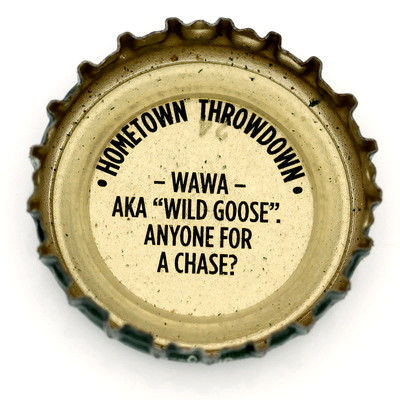 • HOMETOWN THROWDOWN •
– WAWA –
AKA “WILD GOOSE”.
ANYONE FOR
A CHASE?